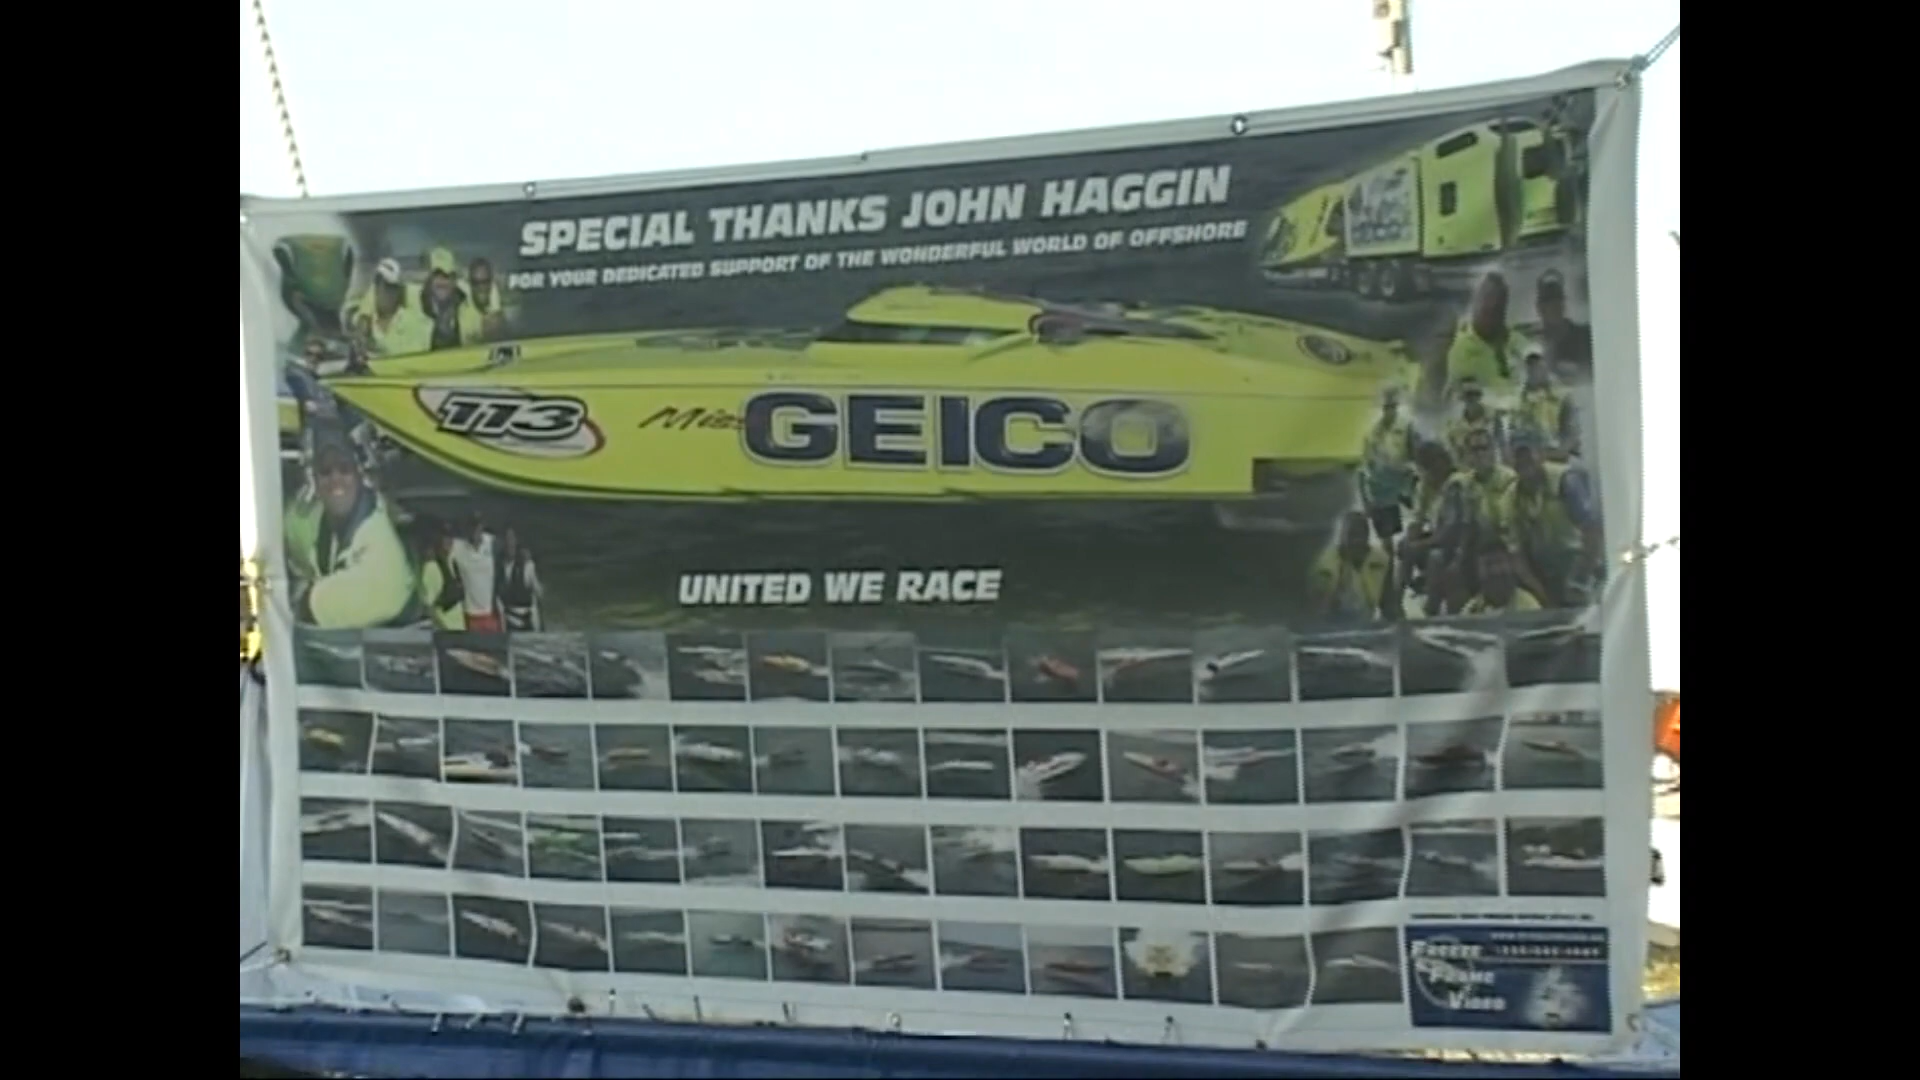 SPECIAL THANKS JOHN HAGGIN
FOR YOUR DEDICATED SUPPORT OF THE WONDERFUL WORLD OF OFFSHORE
113
Miss GEICO
UNITED WE RACE
Freeze
Frame
Video